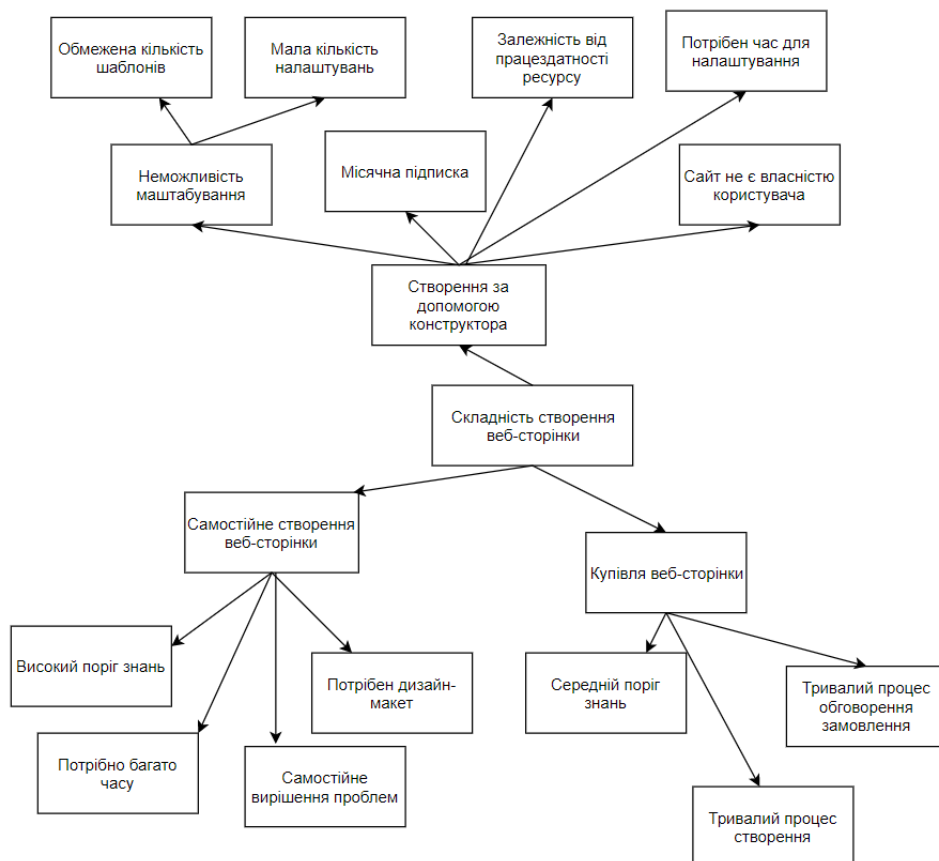 Обмежена кількість
шаблонів
Мала кількість
налаштувань
Залежність від
працездатності
ресурсу
Потрібен час для
налаштування
Неможливість
маштабування
Місячна підписка
Сайт не є власністю
користувача
Створення за
допомогою
конструктора
Складність створення
веб-сторінки
Самостійне створення
веб-сторінки
Купівля веб-сторінки
Високий поріг знань
Потрібен дизайн-
макет
Середній поріг
знань
Тривалий процес
обговорення
замовлення
Потрібно багато
часу
Самостійне
вирішення проблем
Тривалий процес
створення